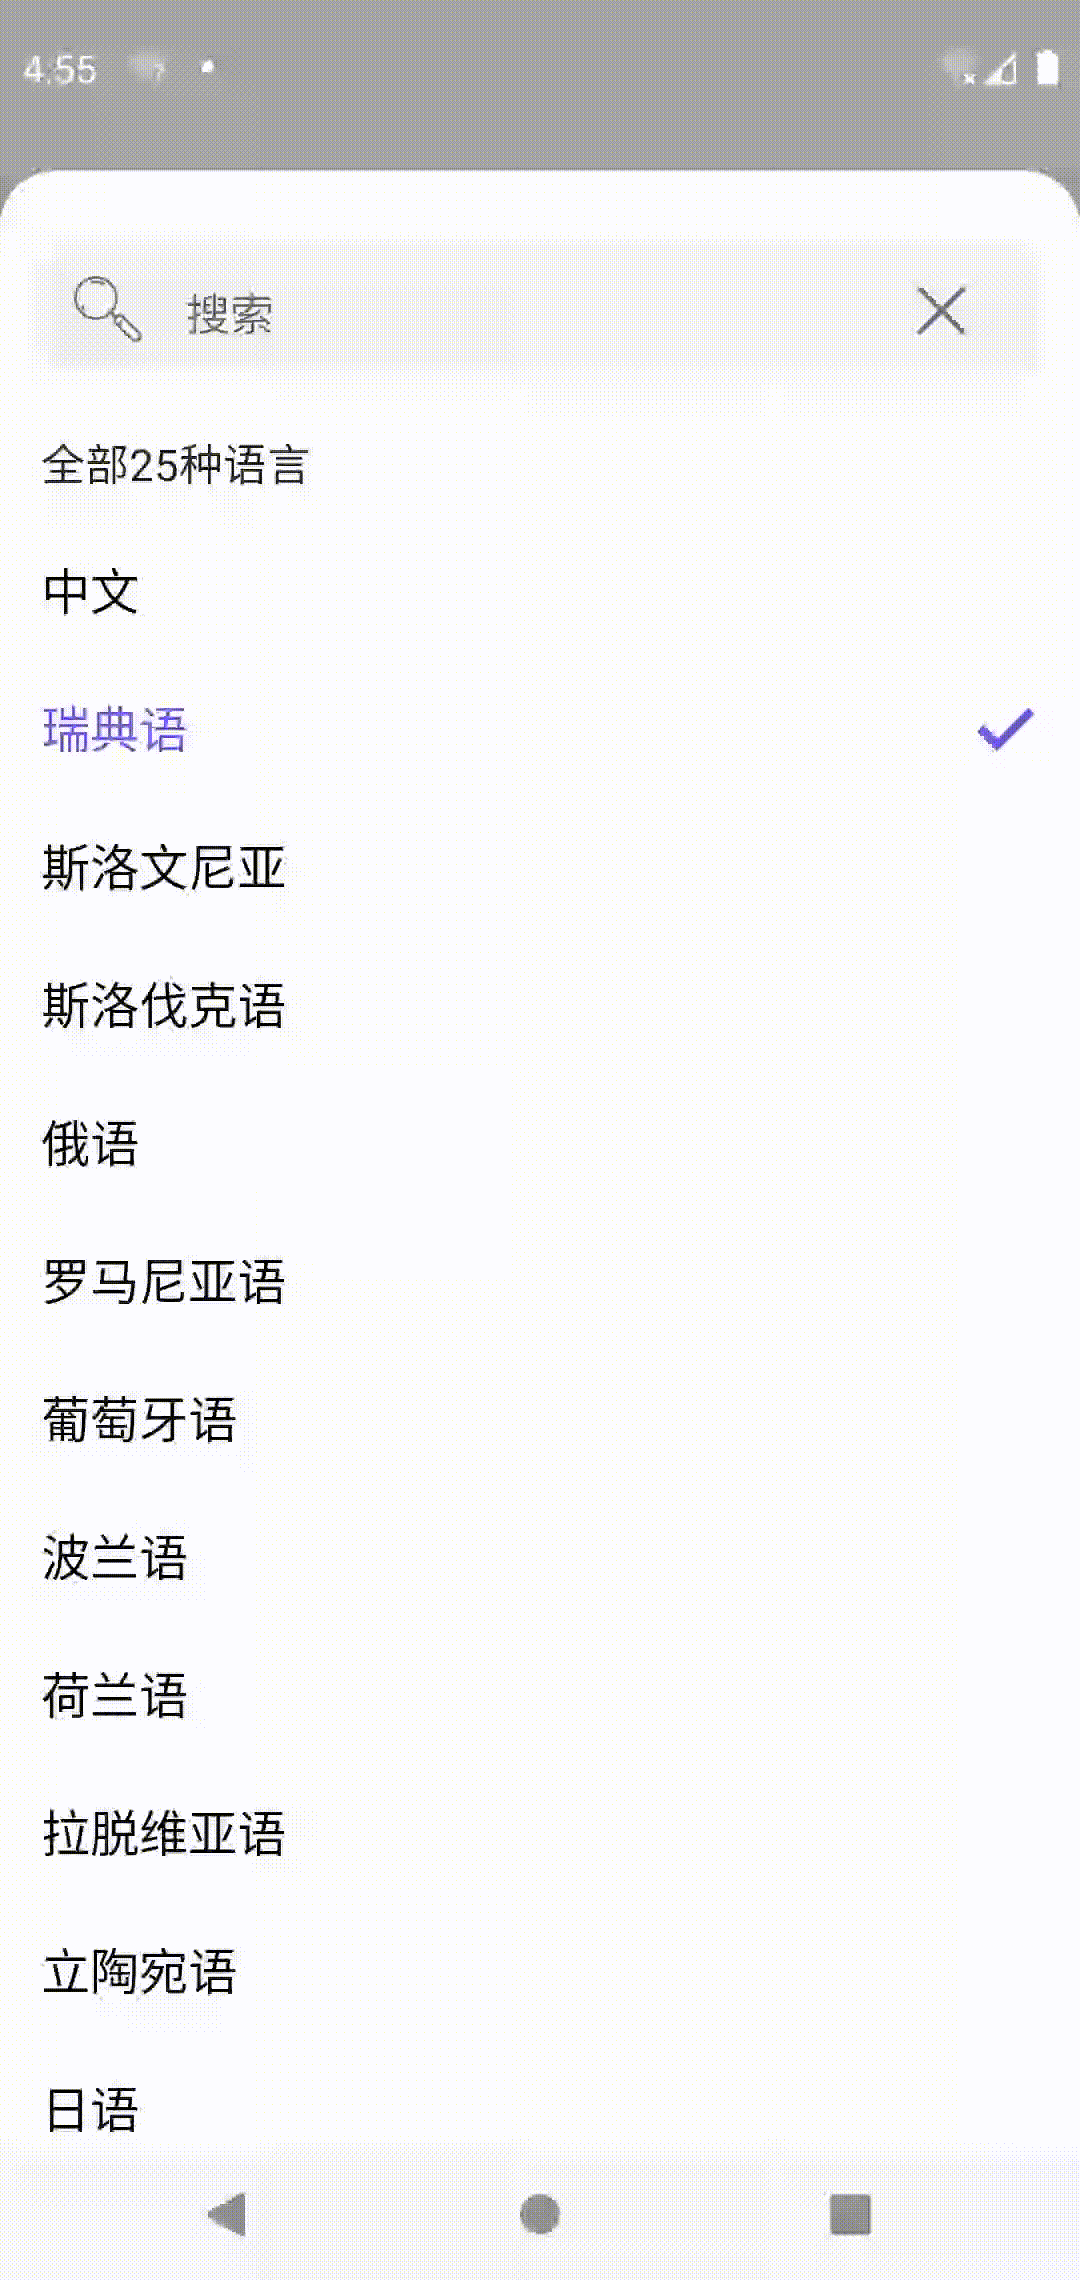 4:55
搜索
全部25种语言
中文
瑞典语
斯洛文尼亚
斯洛伐克语
俄语
罗马尼亚语
葡萄牙语
波兰语
荷兰语
拉脱维亚语
立陶宛语
日语